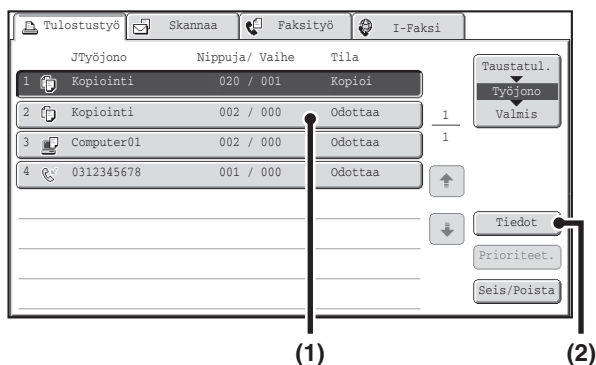 Tulostustyö Skannaa Faksityö I-Faksi
JTyöjono Nippuja/ Vaihe Tila
1 Kopiointi 020 / 001 Kopioi
2 Kopiointi 002 / 000 Odottaa
3 Computer01 002 / 000 Odottaa
4 0312345678 001 / 000 Odottaa
1
1
Taustatul.
Työjono
Valmis
Tiedot
Prioriteet.
Seis/Poista
(1) (2)